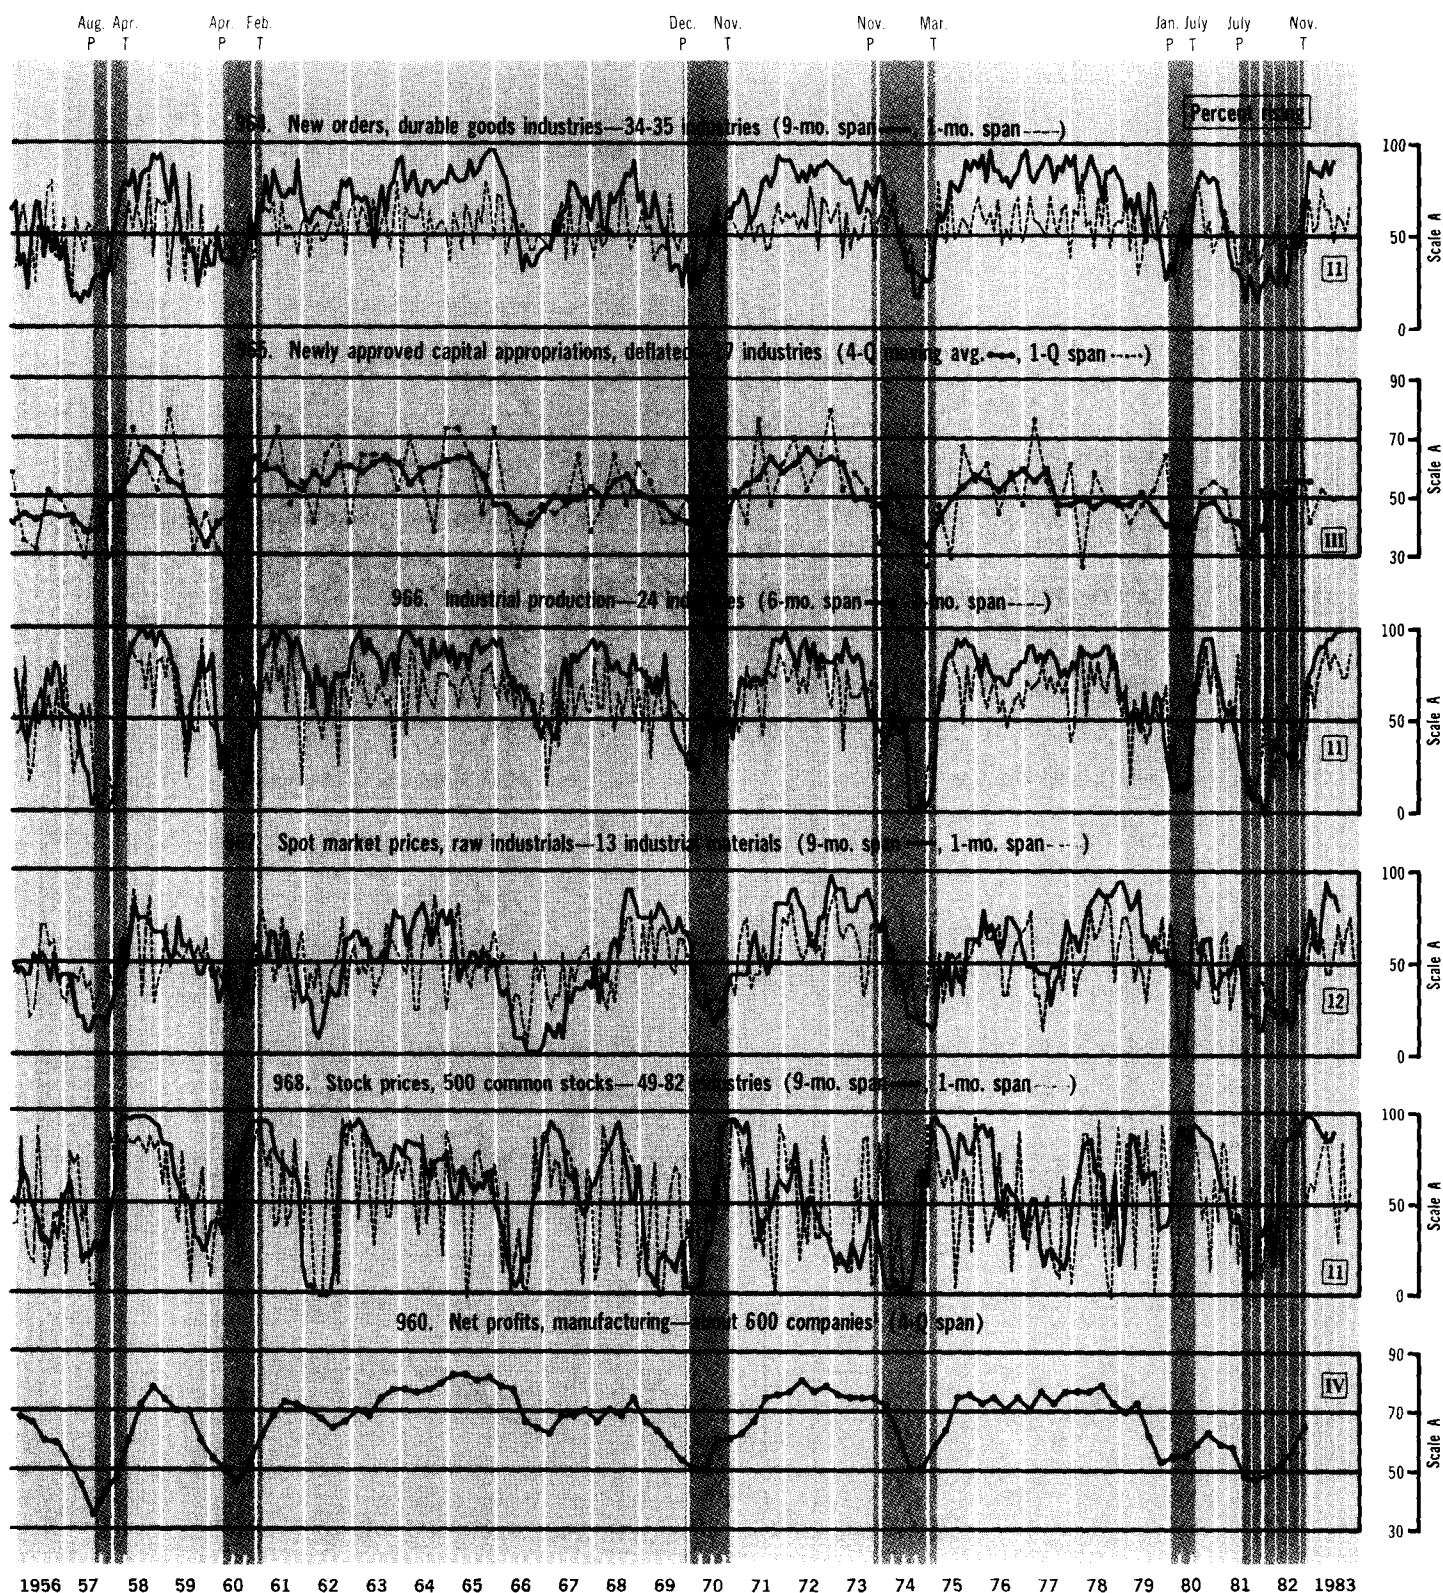 Aug. Apr. Apr. Feb. Dec. Nov. Nov. Mar. Jan. July July Nov.
P T P T P T P T P T P T
964. New orders, durable goods industries—34-35 industries (9-mo. span——, 1-mo. span----)
Percent rising
100
50
0
Scale A
11
965. Newly approved capital appropriations, deflated—17 industries (4-Q moving avg.——, 1-Q span----)
90
70
50
30
Scale A
III
966. Industrial production—24 industries (6-mo. span——, 1-mo. span----)
100
50
0
Scale A
11
Spot market prices, raw industrials—13 industrial materials (9-mo. span——, 1-mo. span----)
100
50
0
Scale A
12
968. Stock prices, 500 common stocks—49-82 industries (9-mo. span——, 1-mo. span----)
100
50
0
Scale A
11
960. Net profits, manufacturing—about 600 companies (4-Q span)
90
70
50
30
Scale A
IV
1956 57 58 59 60 61 62 63 64 65 66 67 68 69 70 71 72 73 74 75 76 77 78 79 80 81 82 1983